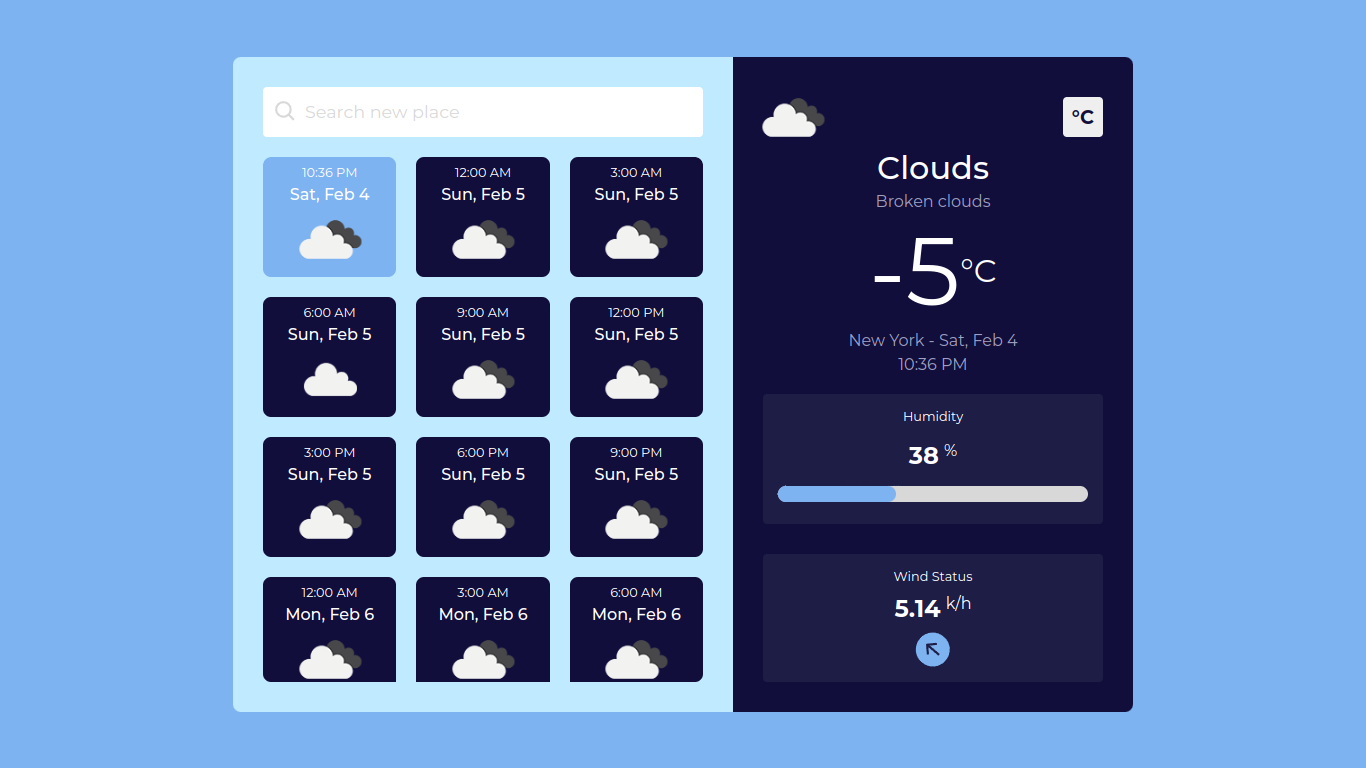 Search new place
10:36 PM
Sat, Feb 4
12:00 AM
Sun, Feb 5
3:00 AM
Sun, Feb 5
6:00 AM
Sun, Feb 5
9:00 AM
Sun, Feb 5
12:00 PM
Sun, Feb 5
3:00 PM
Sun, Feb 5
6:00 PM
Sun, Feb 5
9:00 PM
Sun, Feb 5
12:00 AM
Mon, Feb 6
3:00 AM
Mon, Feb 6
6:00 AM
Mon, Feb 6
°C
Clouds
Broken clouds
-5°C
New York - Sat, Feb 4
10:36 PM
Humidity
38 %
Wind Status
5.14 k/h